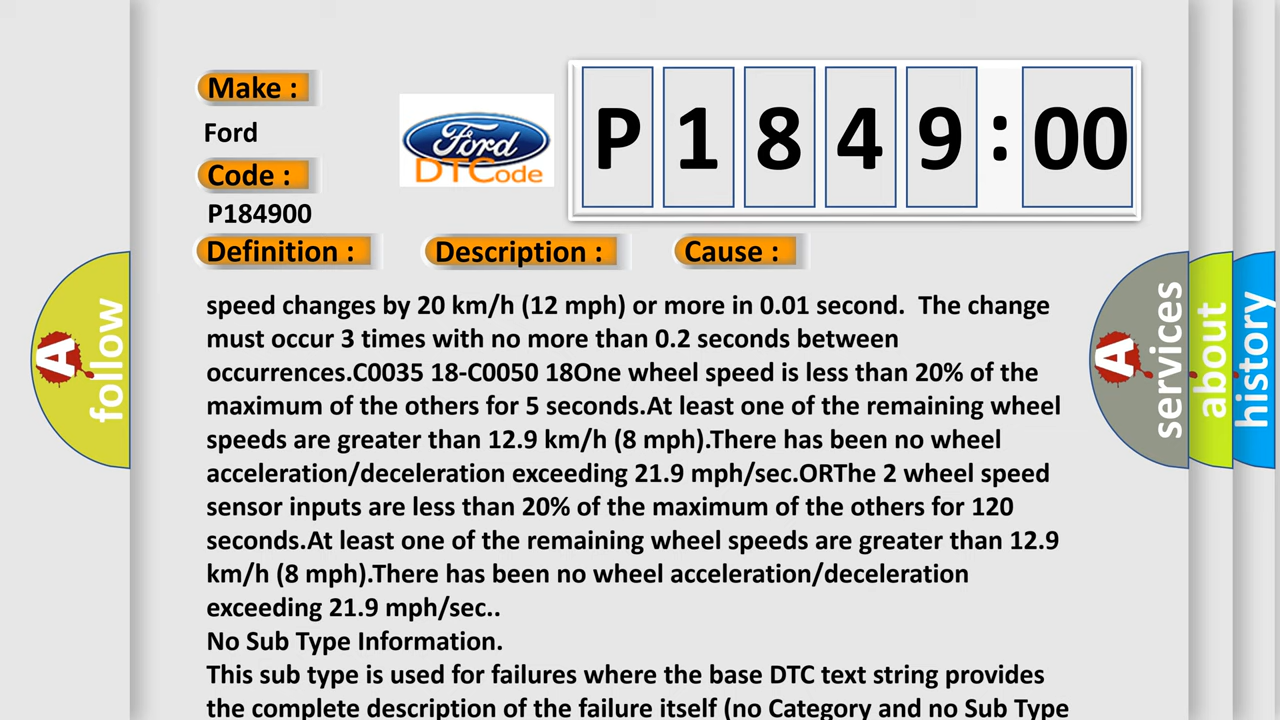 Make :
Ford
Code :
P184900
Ford
DTCode
P1849:00
Definition :
Description :
Cause :
speed changes by 20 km/h (12 mph) or more in 0.01 second.  The change
must occur 3 times with no more than 0.2 seconds between
occurrences.C0035 18-C0050 18One wheel speed is less than 20% of the
maximum of the others for 5 seconds.At least one of the remaining wheel
speeds are greater than 12.9 km/h (8 mph).There has been no wheel
acceleration/deceleration exceeding 21.9 mph/sec.ORThe 2 wheel speed
sensor inputs are less than 20% of the maximum of the others for 120
seconds.At least one of the remaining wheel speeds are greater than 12.9
km/h (8 mph).There has been no wheel acceleration/deceleration
exceeding 21.9 mph/sec..
No Sub Type Information.
This sub type is used for failures where the base DTC text string provides
the complete description of the failure itself (no Category and no Sub Type
A
follow
A
services
about
history